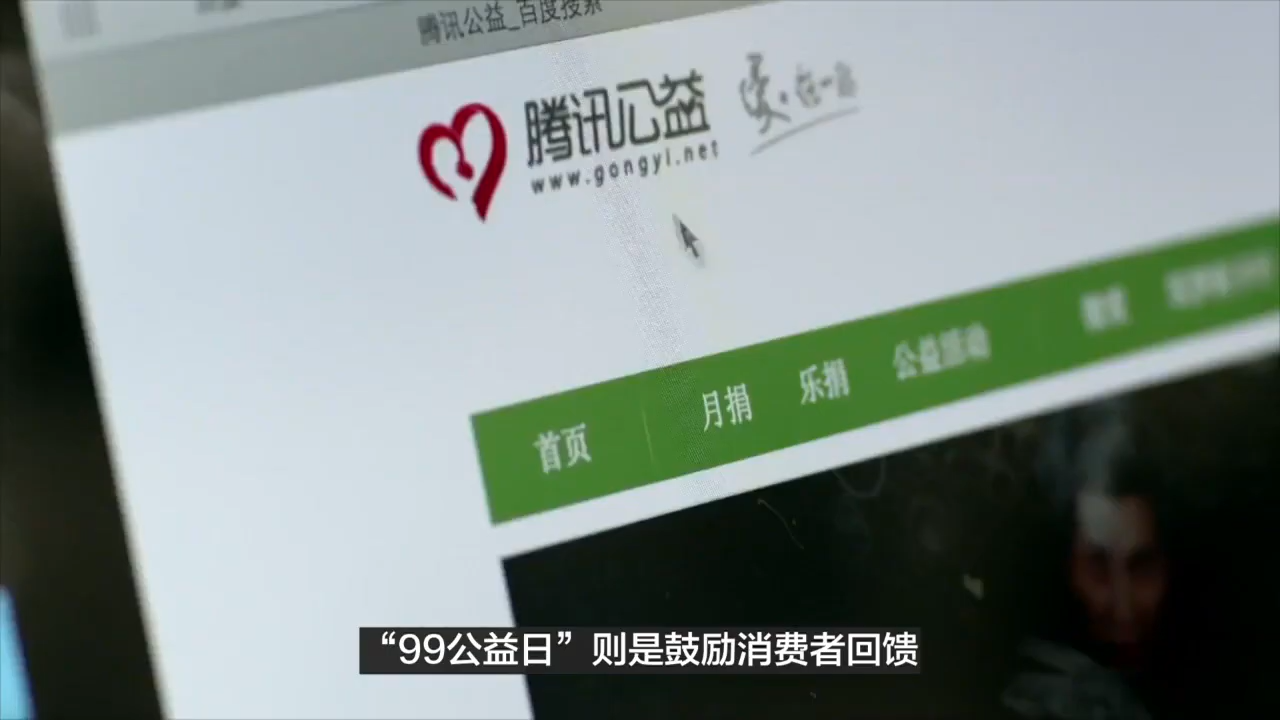 腾讯公益_百度搜索
腾讯公益
www.gongyi.net
首页 月捐 乐捐 公益活动
“99公益日”则是鼓励消费者回馈